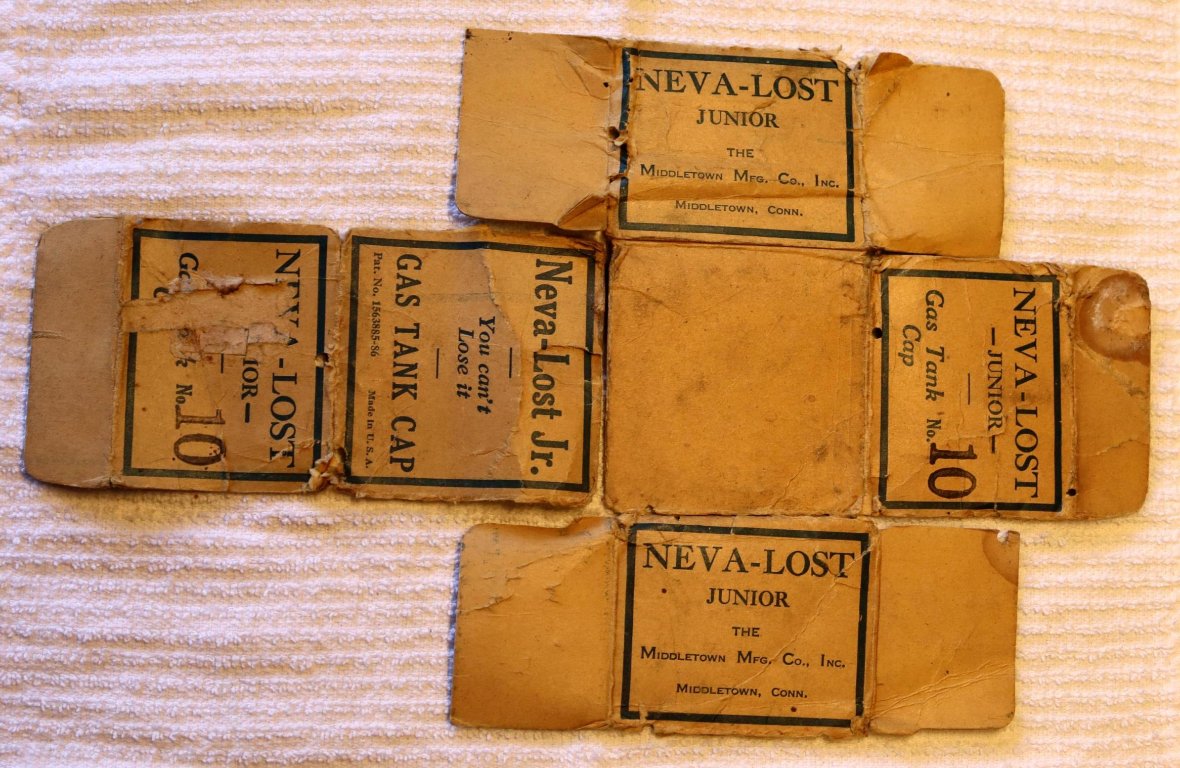 NEVA-LOST
JUNIOR
THE
MIDDLETOWN MFG. CO., INC.
MIDDLETOWN, CONN.
NEVA-LOST
No 10
Neva-Lost Jr.
—
You can't
Lose it
—
GAS TANK CAP
Pat. No. 1563885-86 Made in U.S.A.
NEVA-LOST
—JUNIOR—
—
Gas Tank No. 10
Cap
NEVA-LOST
JUNIOR
THE
MIDDLETOWN MFG. CO., INC.
MIDDLETOWN, CONN.